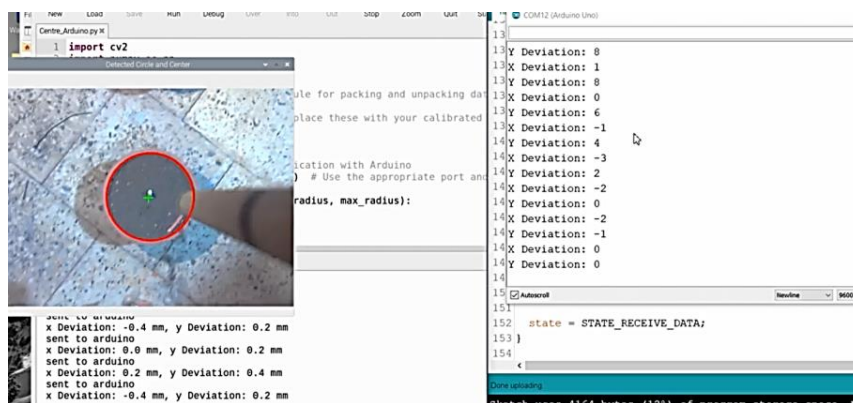 New Load Save Run Debug Over Into Out Stop Zoom Quit
Centre_Arduino.py ×
1 import cv2
Detected Circle and Center
ule for packing and unpacking dat
place these with your calibrated
ication with Arduino
) # Use the appropriate port and
radius, max_radius):
sent to arduino
x Deviation: -0.4 mm, y Deviation: 0.2 mm
sent to arduino
x Deviation: 0.0 mm, y Deviation: 0.2 mm
sent to arduino
x Deviation: 0.2 mm, y Deviation: 0.4 mm
sent to arduino
x Deviation: -0.4 mm, y Deviation: 0.2 mm
COM12 (Arduino Uno)
Y Deviation: 8
X Deviation: 1
Y Deviation: 8
X Deviation: 0
Y Deviation: 6
X Deviation: -1
Y Deviation: 4
X Deviation: -3
Y Deviation: 2
X Deviation: -2
Y Deviation: 0
X Deviation: -2
Y Deviation: -1
X Deviation: 0
Y Deviation: 0
Autoscroll Newline 9600
151
152 state = STATE_RECEIVE_DATA;
153 }
154
Done uploading